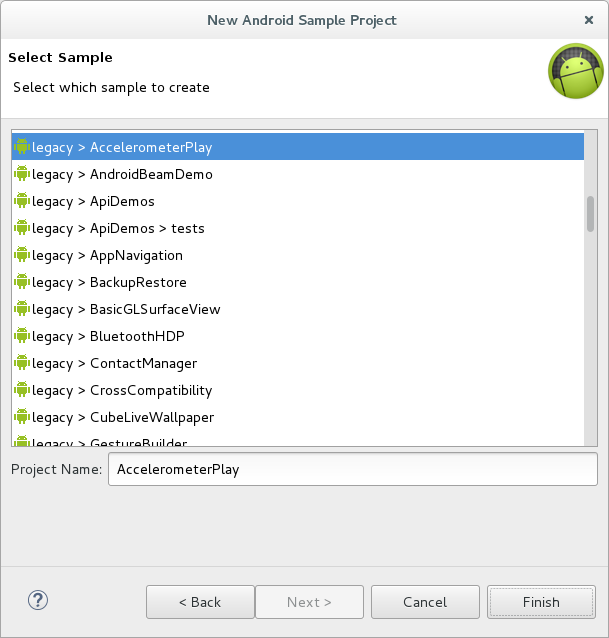 New Android Sample Project
Select Sample
Select which sample to create
legacy > AccelerometerPlay
legacy > AndroidBeamDemo
legacy > ApiDemos
legacy > ApiDemos > tests
legacy > AppNavigation
legacy > BackupRestore
legacy > BasicGLSurfaceView
legacy > BluetoothHDP
legacy > ContactManager
legacy > CrossCompatibility
legacy > CubeLiveWallpaper
legacy > GestureBuilder
Project Name: AccelerometerPlay
? < Back Next > Cancel Finish